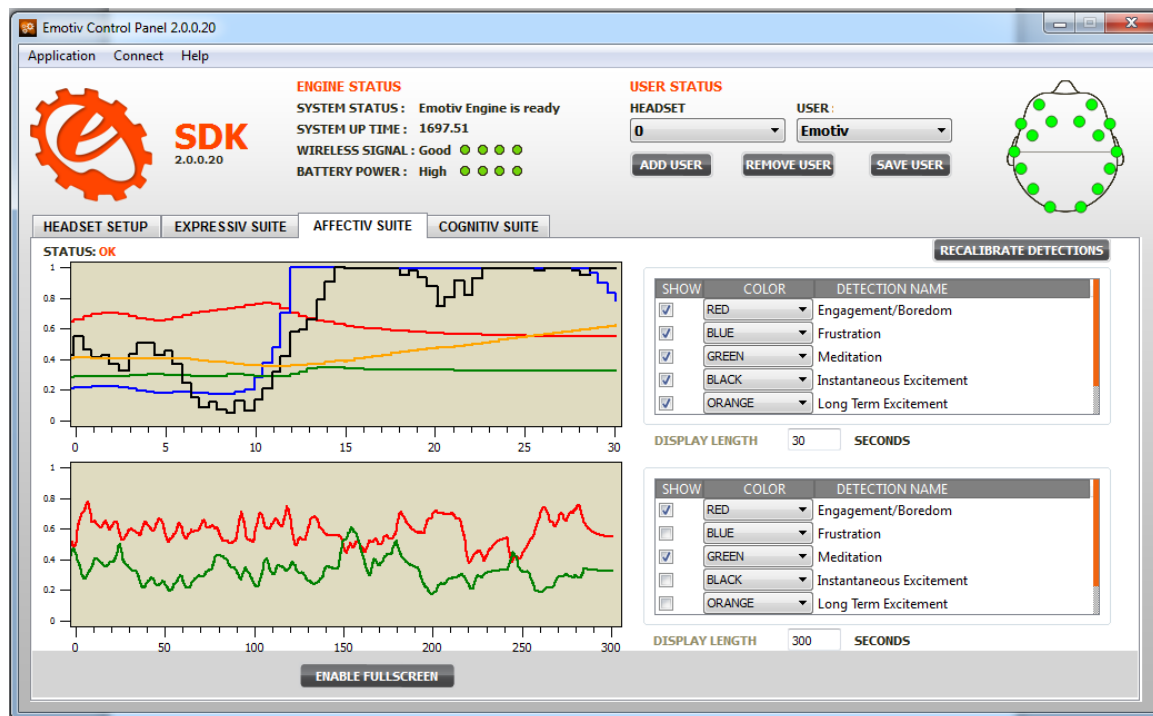 Emotiv Control Panel 2.0.0.20
Application Connect Help
ENGINE STATUS
SYSTEM STATUS : Emotiv Engine is ready
SYSTEM UP TIME : 1697.51
WIRELESS SIGNAL : Good
BATTERY POWER : High
SDK
2.0.0.20
USER STATUS
HEADSET USER :
0 Emotiv
ADD USER REMOVE USER SAVE USER
HEADSET SETUP EXPRESSIV SUITE AFFECTIV SUITE COGNITIV SUITE
STATUS: OK
RECALIBRATE DETECTIONS
1
0.8
0.6
0.4
0.2
0
0 5 10 15 20 25 30
SHOW COLOR DETECTION NAME
RED Engagement/Boredom
BLUE Frustration
GREEN Meditation
BLACK Instantaneous Excitement
ORANGE Long Term Excitement
DISPLAY LENGTH 30 SECONDS
1
0.8
0.6
0.4
0.2
0
0 50 100 150 200 250 300
SHOW COLOR DETECTION NAME
RED Engagement/Boredom
BLUE Frustration
GREEN Meditation
BLACK Instantaneous Excitement
ORANGE Long Term Excitement
DISPLAY LENGTH 300 SECONDS
ENABLE FULLSCREEN